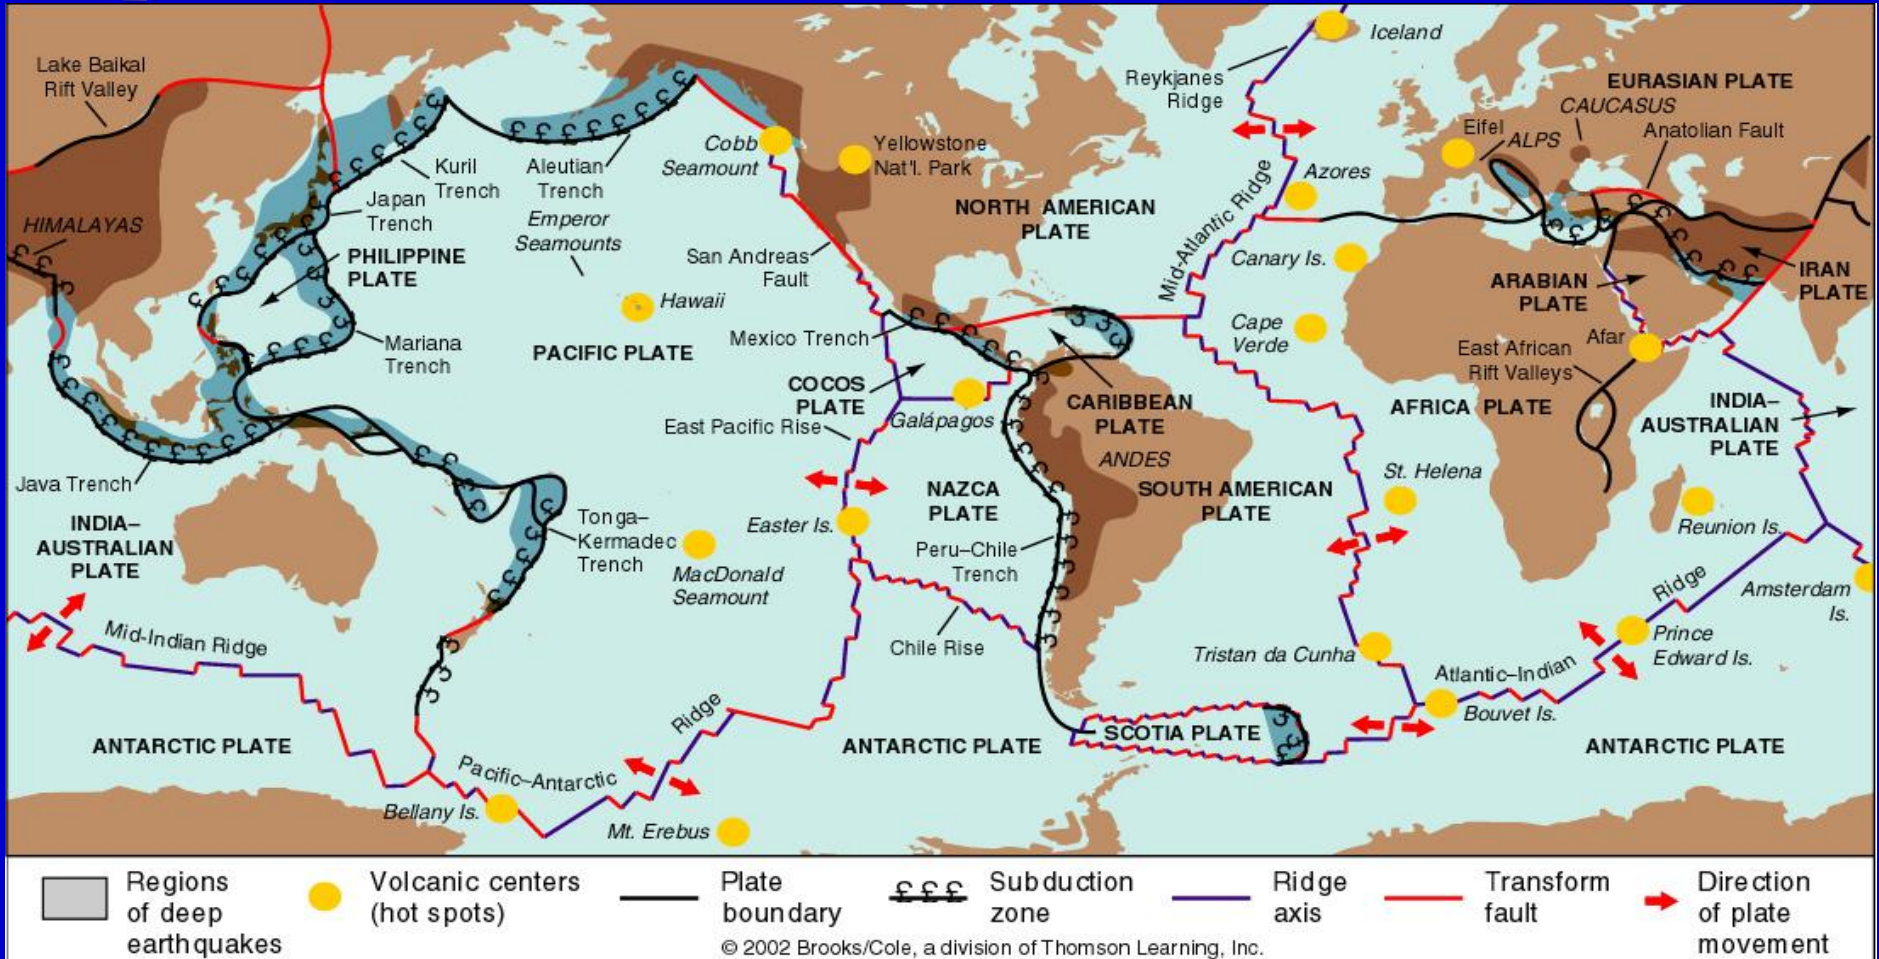 Lake Baikal
Rift Valley
HIMALAYAS
Kuril
Trench
Japan
Trench
PHILIPPINE
PLATE
Mariana
Trench
Aleutian
Trench
Emperor
Seamounts
Hawaii
PACIFIC PLATE
Cobb
Seamount
Yellowstone
Nat'l. Park
San Andreas
Fault
NORTH AMERICAN
PLATE
Mexico Trench
COCOS
PLATE
Galápagos
East Pacific Rise
CARIBBEAN
PLATE
ANDES
NAZCA
PLATE
SOUTH AMERICAN
PLATE
Easter Is.
Peru–Chile
Trench
Chile Rise
Java Trench
INDIA–
AUSTRALIAN
PLATE
Tonga–
Kermadec
Trench
MacDonald
Seamount
Mid-Indian Ridge
ANTARCTIC PLATE
Pacific–Antarctic
Ridge
Bellany Is.
Mt. Erebus
ANTARCTIC PLATE
SCOTIA PLATE
Iceland
Reykjanes
Ridge
EURASIAN PLATE
CAUCASUS
Eifel
ALPS
Anatolian Fault
Azores
Mid-Atlantic Ridge
Canary Is.
ARABIAN
PLATE
IRAN
PLATE
Cape
Verde
Afar
East African
Rift Valleys
AFRICA PLATE
INDIA–
AUSTRALIAN
PLATE
St. Helena
Reunion Is.
Amsterdam
Is.
Tristan da Cunha
Atlantic–Indian
Ridge
Prince
Edward Is.
Bouvet Is.
ANTARCTIC PLATE
Regions
of deep
earthquakes
Volcanic centers
(hot spots)
Plate
boundary
£££
Subduction
zone
Ridge
axis
Transform
fault
Direction
of plate
movement
© 2002 Brooks/Cole, a division of Thomson Learning, Inc.